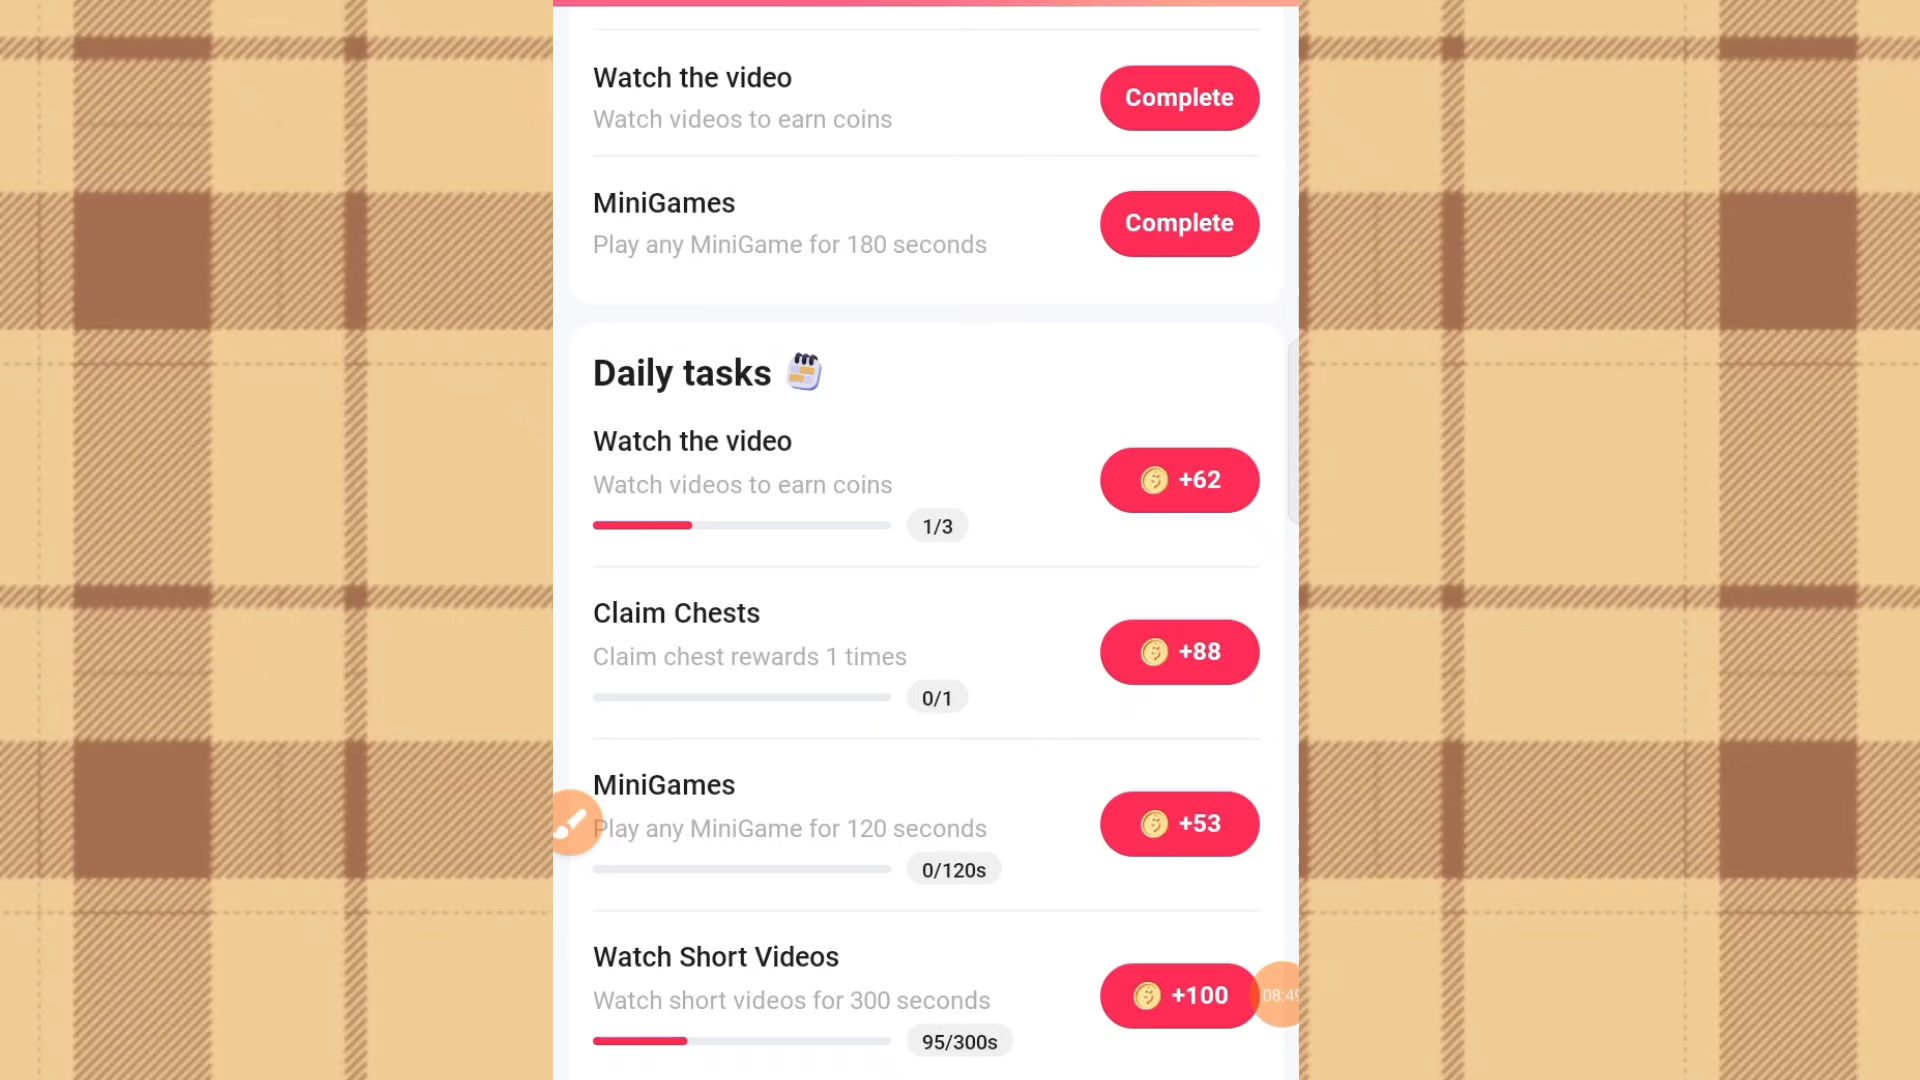 Watch the video
Watch videos to earn coins
Complete
MiniGames
Play any MiniGame for 180 seconds
Complete
Daily tasks
Watch the video
Watch videos to earn coins
1/3
+62
Claim Chests
Claim chest rewards 1 times
0/1
+88
MiniGames
Play any MiniGame for 120 seconds
0/120s
+53
Watch Short Videos
Watch short videos for 300 seconds
95/300s
+100